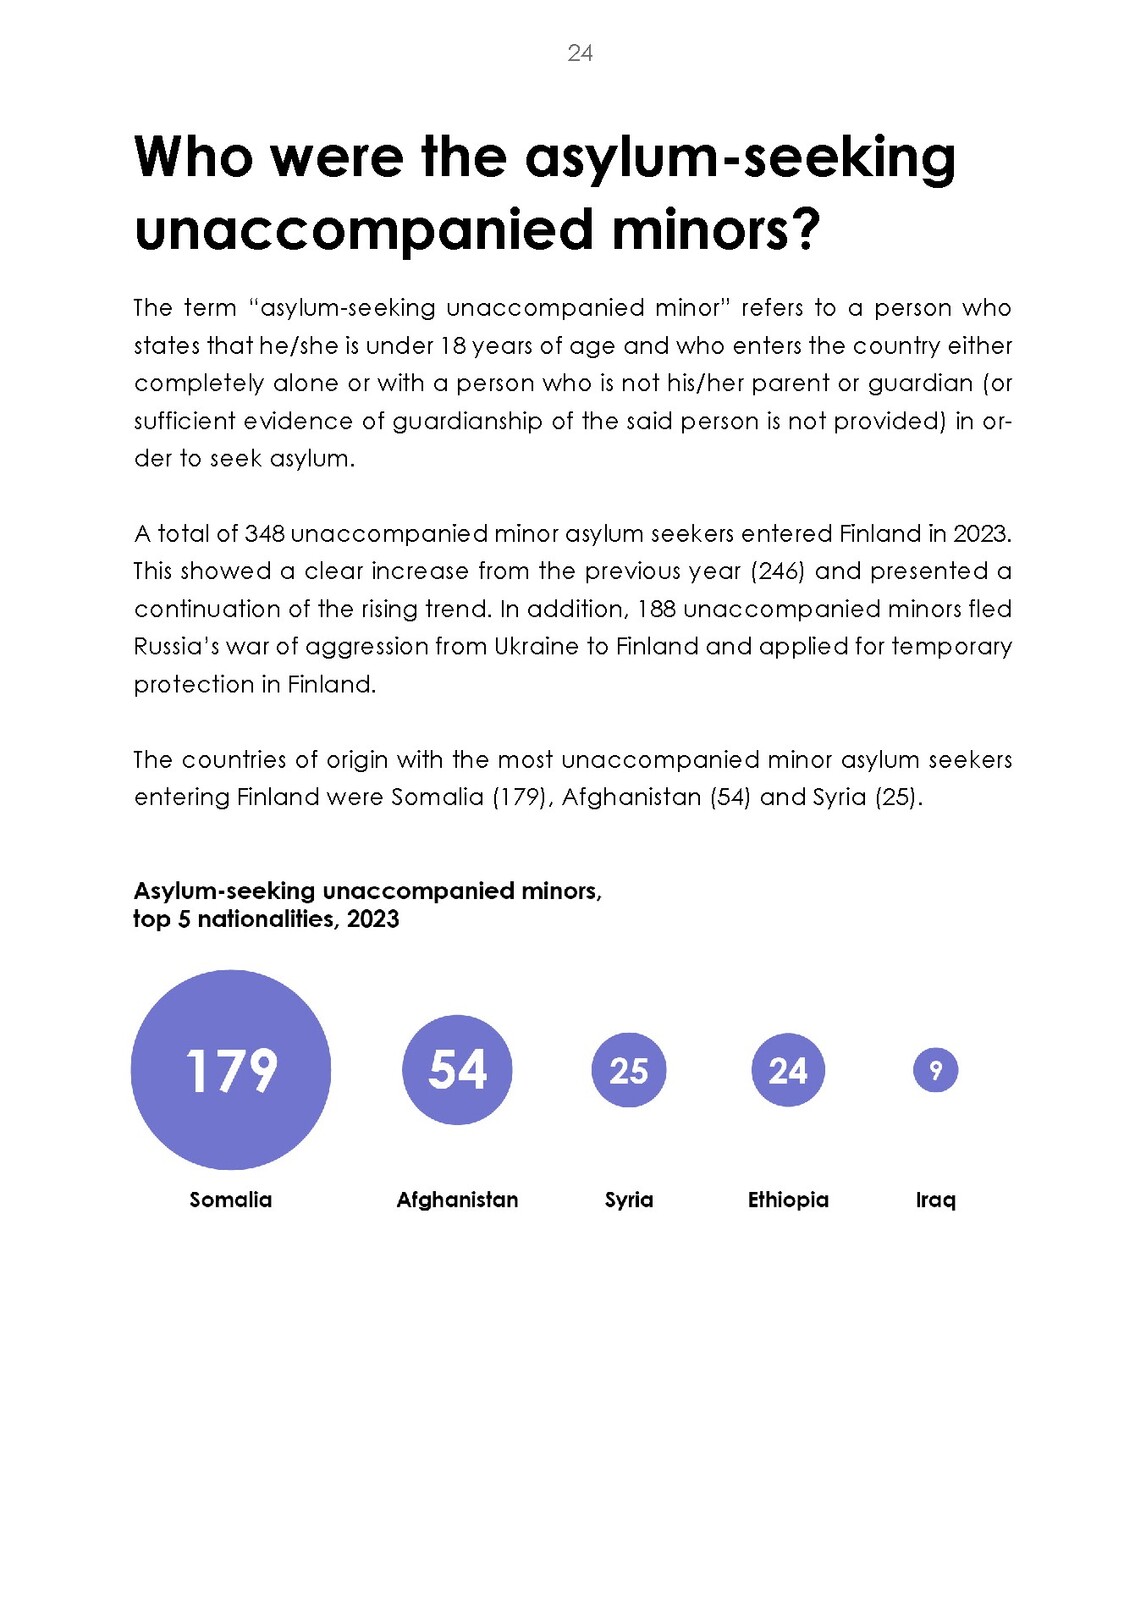 24
Who were the asylum-seeking
unaccompanied minors?
The term “asylum-seeking unaccompanied minor” refers to a person who
states that he/she is under 18 years of age and who enters the country either
completely alone or with a person who is not his/her parent or guardian (or
sufficient evidence of guardianship of the said person is not provided) in or-
der to seek asylum.
A total of 348 unaccompanied minor asylum seekers entered Finland in 2023.
This showed a clear increase from the previous year (246) and presented a
continuation of the rising trend. In addition, 188 unaccompanied minors fled
Russia’s war of aggression from Ukraine to Finland and applied for temporary
protection in Finland.
The countries of origin with the most unaccompanied minor asylum seekers
entering Finland were Somalia (179), Afghanistan (54) and Syria (25).
Asylum-seeking unaccompanied minors,
top 5 nationalities, 2023
179 54 25 24 9
Somalia Afghanistan Syria Ethiopia Iraq